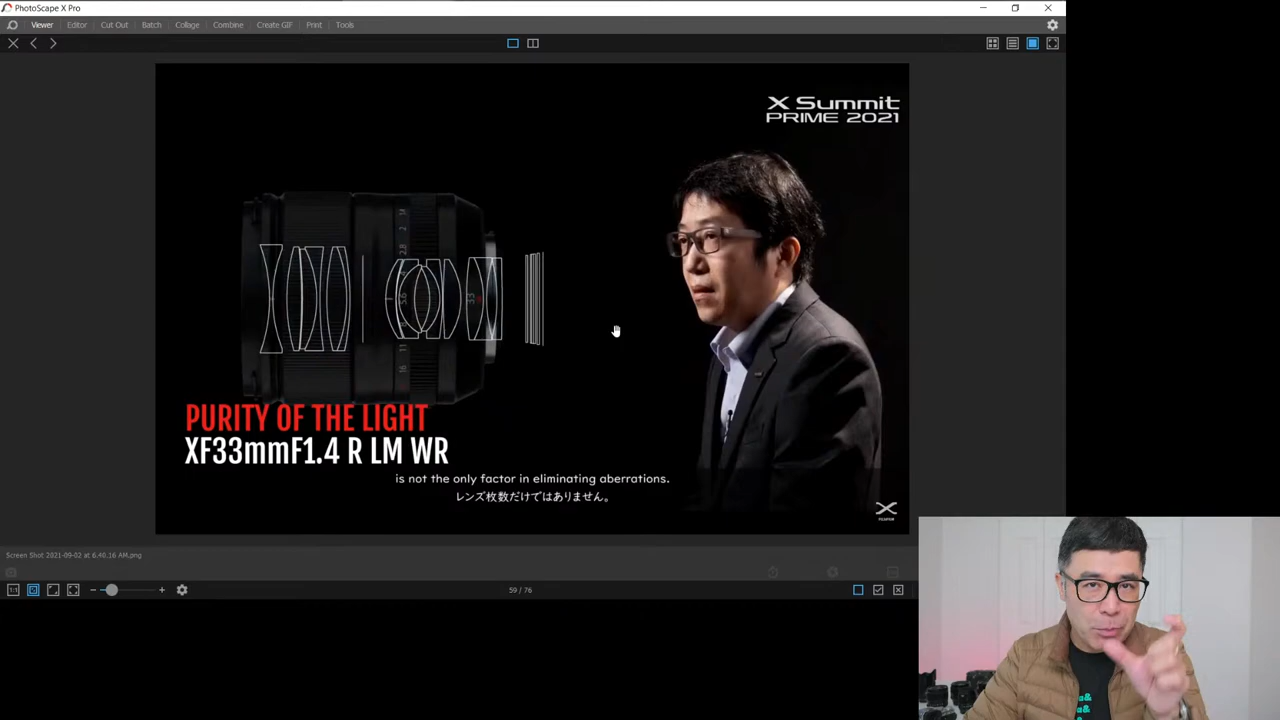 PhotoScape X Pro
Viewer Editor Cut Out Batch Collage Combine Create GIF Print Tools
X Summit
PRIME 2021
PURITY OF THE LIGHT
XF33mmF1.4 R LM WR
is not the only factor in eliminating aberrations.
レンズ枚数だけではありません。
Screen Shot 2021-09-02 at 6.40.16 AM.png
59 / 76